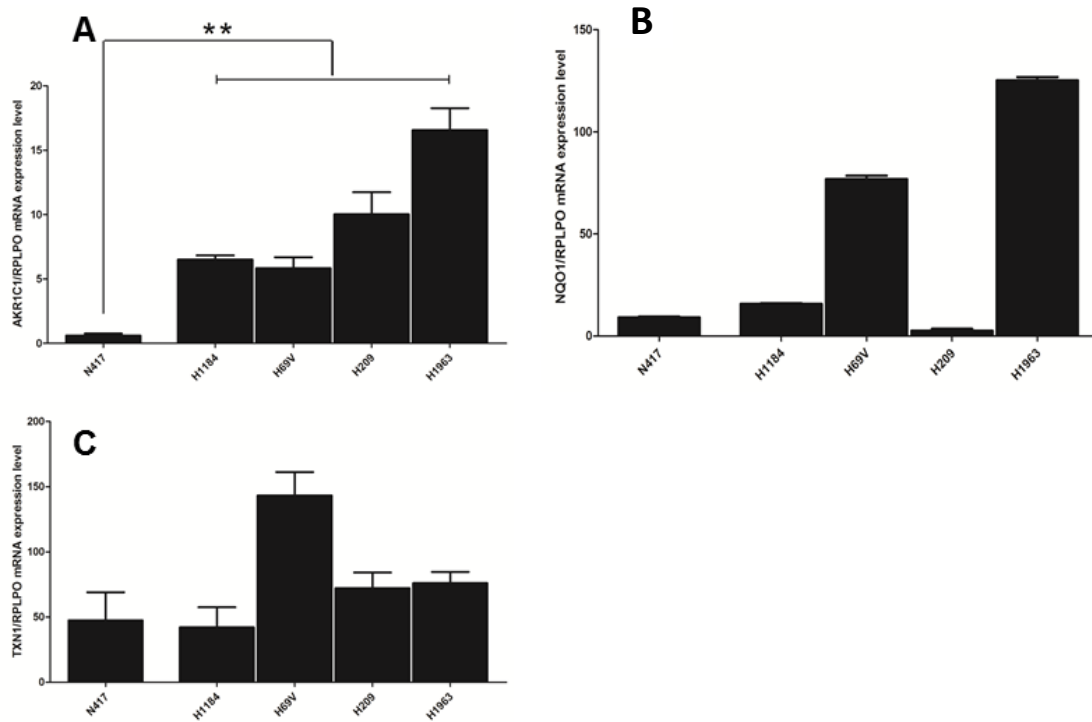 A
**
AKR1C1/RPLPO mRNA expression level
20
15
10
5
0
N417
H1184
H69V
H209
H1963
B
NQO1/RPLPO mRNA expression level
150
100
50
0
N417
H1184
H69V
H209
H1963
C
TXN1/RPLPO mRNA expression level
200
150
100
50
0
N417
H1184
H69V
H209
H1963